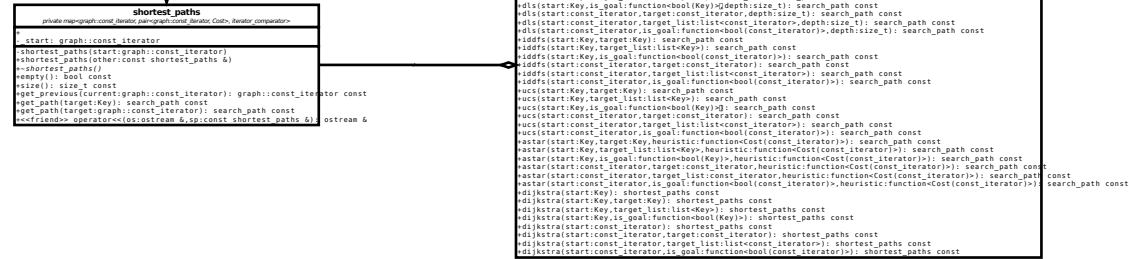 shortest_paths
private map<graph::const_iterator, pair<graph::const_iterator, Cost>, iterator_comparator>
+
-_start: graph::const_iterator
-shortest_paths(start:graph::const_iterator)
+shortest_paths(other:const shortest_paths &)
+~shortest_paths()
+empty(): bool const
+size(): size_t const
+get_previous(current:graph::const_iterator): graph::const_iterator const
+get_path(target:Key): search_path const
+get_path(target:graph::const_iterator): search_path const
+<<friend>> operator<<(os:ostream &,sp:const shortest_paths &): ostream &
+dls(start:Key,is_goal:function<bool(Key)>,depth:size_t): search_path const
+dls(start:const_iterator,target:const_iterator,depth:size_t): search_path const
+dls(start:const_iterator,target_list:list<const_iterator>,depth:size_t): search_path const
+dls(start:const_iterator,is_goal:function<bool(const_iterator)>,depth:size_t): search_path const
+iddfs(start:Key,target:Key): search_path const
+iddfs(start:Key,target_list:list<Key>): search_path const
+iddfs(start:Key,is_goal:function<bool(const_iterator)>): search_path const
+iddfs(start:const_iterator,target:const_iterator): search_path const
+iddfs(start:const_iterator,target_list:list<const_iterator>): search_path const
+iddfs(start:const_iterator,is_goal:function<bool(const_iterator)>): search_path const
+ucs(start:Key,target:Key): search_path const
+ucs(start:Key,target_list:list<Key>): search_path const
+ucs(start:Key,is_goal:function<bool(Key)>): search_path const
+ucs(start:const_iterator,target:const_iterator): search_path const
+ucs(start:const_iterator,target_list:list<const_iterator>): search_path const
+ucs(start:const_iterator,is_goal:function<bool(const_iterator)>): search_path const
+astar(start:Key,target:Key,heuristic:function<Cost(const_iterator)>): search_path const
+astar(start:Key,target_list:list<Key>,heuristic:function<Cost(const_iterator)>): search_path const
+astar(start:Key,is_goal:function<bool(Key)>,heuristic:function<Cost(const_iterator)>): search_path const
+astar(start:const_iterator,target:const_iterator,heuristic:function<Cost(const_iterator)>): search_path const
+astar(start:const_iterator,target_list:const_iterator,heuristic:function<Cost(const_iterator)>): search_path const
+astar(start:const_iterator,is_goal:function<bool(const_iterator)>,heuristic:function<Cost(const_iterator)>): search_path const
+dijkstra(start:Key): shortest_paths const
+dijkstra(start:Key,target:Key): shortest_paths const
+dijkstra(start:Key,target_list:list<Key>): shortest_paths const
+dijkstra(start:Key,is_goal:function<bool(Key)>): shortest_paths const
+dijkstra(start:const_iterator): shortest_paths const
+dijkstra(start:const_iterator,target:const_iterator): shortest_paths const
+dijkstra(start:const_iterator,target_list:list<const_iterator>): shortest_paths const
+dijkstra(start:const_iterator,is_goal:function<bool(const_iterator)>): shortest_paths const